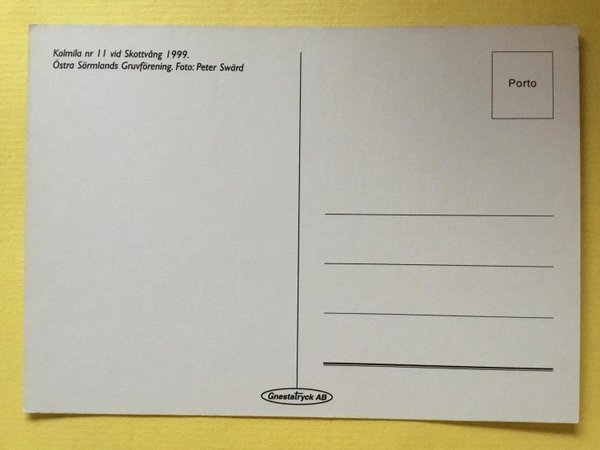 Kolmila nr 11 vid Skottvång 1999.
Östra Sörmlands Gruvförening. Foto: Peter Swärd
Porto
Gnestatryck AB